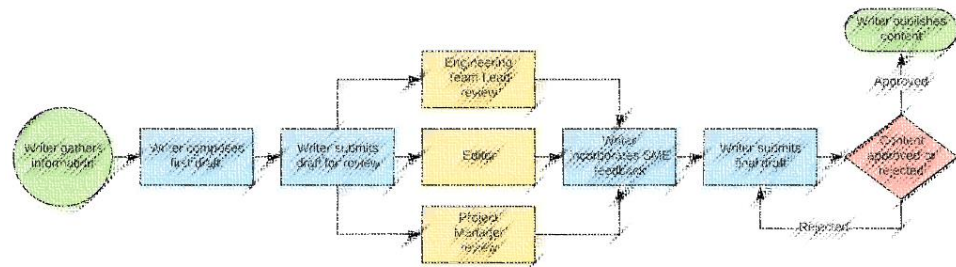 Writer publishes
content
Engineering
Team Lead
review
Approved
Writer gathers
information
Writer composes
first draft
Writer submits
draft for review
Editor
Writer
incorporates SME
feedback
Writer submits
final draft
Content
approved or
rejected
Project
Manager
review
Rejected